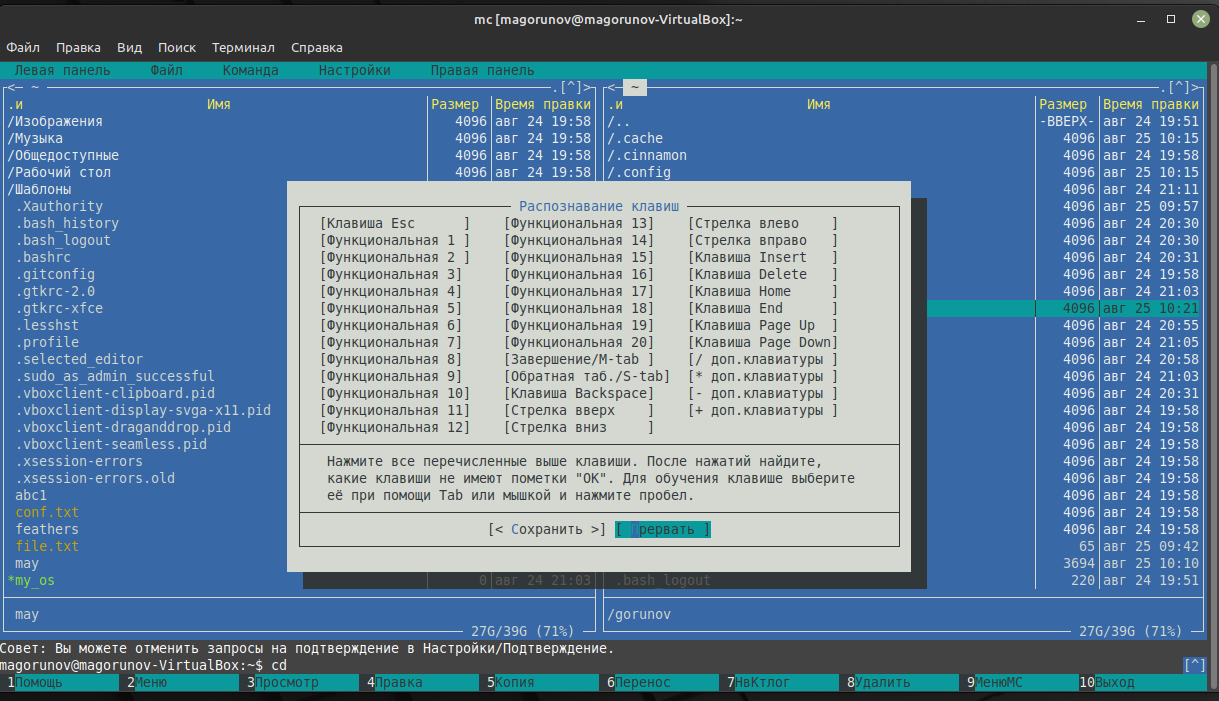 mc [magorunov@magorunov-VirtualBox]:~
Файл Правка Вид Поиск Терминал Справка
Левая панель Файл Команда Настройки Правая панель
<─ ~ .[^]> <─ ~ .[^]>
.и Имя Размер Время правки .и Имя Размер Время правки
/Изображения 4096 авг 24 19:58 /.. -ВВЕРХ- авг 24 19:51
/Музыка 4096 авг 24 19:58 /.cache 4096 авг 25 10:15
/Общедоступные 4096 авг 24 19:58 /.cinnamon 4096 авг 24 19:58
/Рабочий стол 4096 авг 24 19:58 /.config 4096 авг 25 10:15
/Шаблоны 4096 авг 24 21:11
.Xauthority Распознавание клавиш 4096 авг 25 09:57
.bash_history [Клавиша Esc ] [Функциональная 13] [Стрелка влево ] 4096 авг 24 20:30
.bash_logout [Функциональная 1 ] [Функциональная 14] [Стрелка вправо ] 4096 авг 24 20:30
.bashrc [Функциональная 2 ] [Функциональная 15] [Клавиша Insert ] 4096 авг 24 20:31
.gitconfig [Функциональная 3] [Функциональная 16] [Клавиша Delete ] 4096 авг 24 19:58
.gtkrc-2.0 [Функциональная 4] [Функциональная 17] [Клавиша Home ] 4096 авг 24 21:03
.gtkrc-xfce [Функциональная 5] [Функциональная 18] [Клавиша End ] 4096 авг 25 10:21
.lesshst [Функциональная 6] [Функциональная 19] [Клавиша Page Up ] 4096 авг 24 20:55
.profile [Функциональная 7] [Функциональная 20] [Клавиша Page Down] 4096 авг 24 21:05
.selected_editor [Функциональная 8] [Завершение/M-tab ] [/ доп.клавиатуры ] 4096 авг 24 20:58
.sudo_as_admin_successful [Функциональная 9] [Обратная таб./S-tab] [* доп.клавиатуры ] 4096 авг 24 21:03
.vboxclient-clipboard.pid [Функциональная 10] [Клавиша Backspace] [- доп.клавиатуры ] 4096 авг 24 20:31
.vboxclient-display-svga-x11.pid [Функциональная 11] [Стрелка вверх ] [+ доп.клавиатуры ] 4096 авг 24 19:58
.vboxclient-draganddrop.pid [Функциональная 12] [Стрелка вниз ] 4096 авг 24 19:58
.vboxclient-seamless.pid 4096 авг 24 19:58
.xsession-errors Нажмите все перечисленные выше клавиши. После нажатий найдите, 4096 авг 24 19:58
.xsession-errors.old какие клавиши не имеют пометки "OK". Для обучения клавише выберите 4096 авг 24 19:58
abc1 её при помощи Tab или мышкой и нажмите пробел. 4096 авг 24 19:58
conf.txt 4096 авг 24 19:58
feathers [< Сохранить >] [ Прервать ] 4096 авг 24 19:58
file.txt 65 авг 25 09:42
may 3694 авг 25 10:10
*my_os 0 авг 24 21:03 .bash_logout 220 авг 24 19:51
may /gorunov
27G/39G (71%) 27G/39G (71%)
Совет: Вы можете отменить запросы на подтверждение в Настройки/Подтверждение.
magorunov@magorunov-VirtualBox:~$ cd [^]
1Помощь 2Меню 3Просмотр 4Правка 5Копия 6Перенос 7НвКтлог 8Удалить 9МенюМС 10Выход